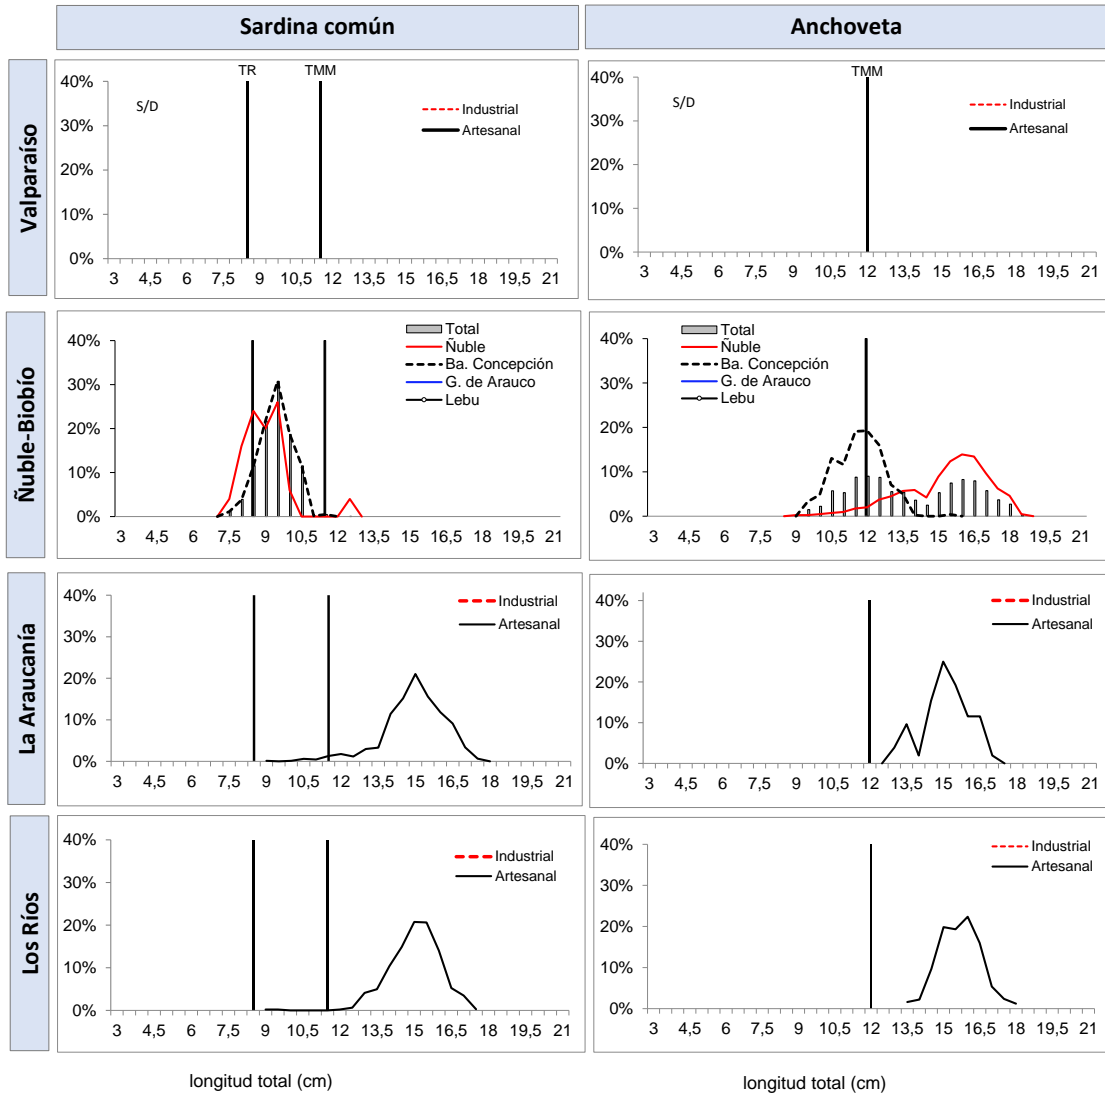 Sardina común
Anchoveta
Valparaíso
TR
TMM
S/D
Industrial
Artesanal
40%
30%
20%
10%
0%
3 4,5 6 7,5 9 10,5 12 13,5 15 16,5 18 19,5 21
TMM
S/D
Industrial
Artesanal
40%
30%
20%
10%
0%
3 4,5 6 7,5 9 10,5 12 13,5 15 16,5 18 19,5 21
Ñuble-Biobío
Total
Ñuble
Ba. Concepción
G. de Arauco
Lebu
40%
30%
20%
10%
0%
3 4,5 6 7,5 9 10,5 12 13,5 15 16,5 18 19,5 21
Total
Ñuble
Ba. Concepción
G. de Arauco
Lebu
40%
30%
20%
10%
0%
3 4,5 6 7,5 9 10,5 12 13,5 15 16,5 18 19,5 21
La Araucanía
Industrial
Artesanal
40%
30%
20%
10%
0%
3 4,5 6 7,5 9 10,5 12 13,5 15 16,5 18 19,5 21
Industrial
Artesanal
40%
30%
20%
10%
0%
3 4,5 6 7,5 9 10,5 12 13,5 15 16,5 18 19,5 21
Los Ríos
Industrial
Artesanal
40%
30%
20%
10%
0%
3 4,5 6 7,5 9 10,5 12 13,5 15 16,5 18 19,5 21
Industrial
Artesanal
40%
30%
20%
10%
0%
3 4,5 6 7,5 9 10,5 12 13,5 15 16,5 18 19,5 21
longitud total (cm)
longitud total (cm)